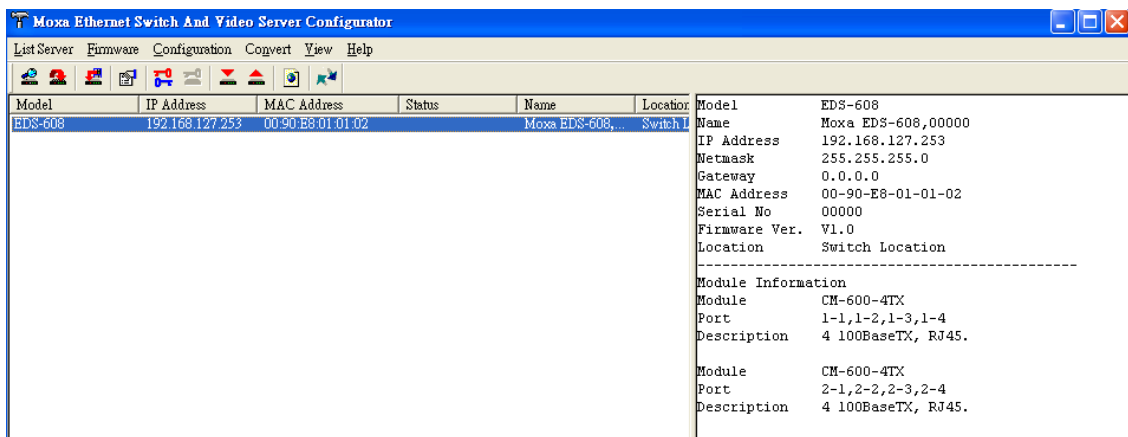 Moxa Ethernet Switch And Video Server Configurator
List Server Firmware Configuration Convert View Help
Model IP Address MAC Address Status Name Location
EDS-608 192.168.127.253 00:90:E8:01:01:02 Moxa EDS-608,... Switch L
Model EDS-608
Name Moxa EDS-608,00000
IP Address 192.168.127.253
Netmask 255.255.255.0
Gateway 0.0.0.0
MAC Address 00-90-E8-01-01-02
Serial No 00000
Firmware Ver. V1.0
Location Switch Location
----------------------------------------------
Module Information
Module CM-600-4TX
Port 1-1,1-2,1-3,1-4
Description 4 100BaseTX, RJ45.
Module CM-600-4TX
Port 2-1,2-2,2-3,2-4
Description 4 100BaseTX, RJ45.